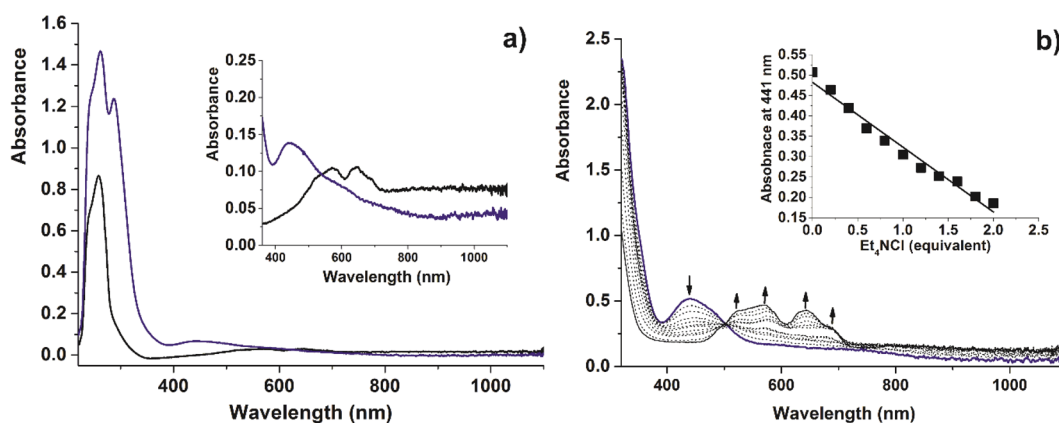 a)
1.6
1.4
1.2
1.0
0.8
0.6
0.4
0.2
0.0
Absorbance
400 600 800 1000
Wavelength (nm)
0.25
0.20
0.15
0.10
0.05
0.00
Absorbance
400 500 600 700 800 900 1000
Wavelength (nm)
b)
2.5
2.0
1.5
1.0
0.5
0.0
Absorbance
400 600 800 1000
Wavelength (nm)
0.55
0.50
0.45
0.40
0.35
0.30
0.25
0.20
0.15
Absobnace at 441 nm
0.0 0.5 1.0 1.5 2.0
Et₄NCl (equivalent)